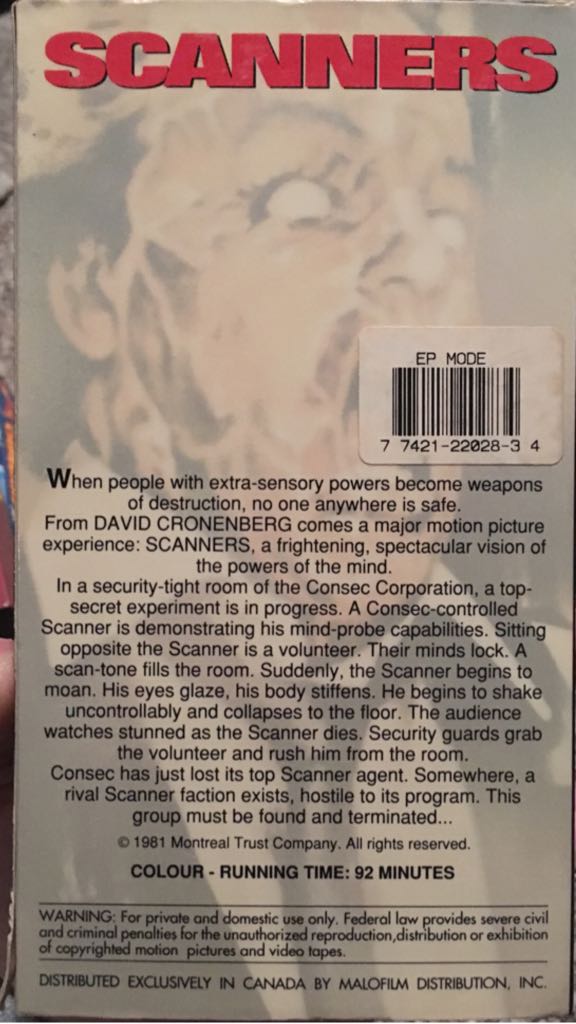 SCANNERS
EP MODE
7 7421-22028-3 4
When people with extra-sensory powers become weapons
of destruction, no one anywhere is safe.
From DAVID CRONENBERG comes a major motion picture
experience: SCANNERS, a frightening, spectacular vision of
the powers of the mind.
In a security-tight room of the Consec Corporation, a top-
secret experiment is in progress. A Consec-controlled
Scanner is demonstrating his mind-probe capabilities. Sitting
opposite the Scanner is a volunteer. Their minds lock. A
scan-tone fills the room. Suddenly, the Scanner begins to
moan. His eyes glaze, his body stiffens. He begins to shake
uncontrollably and collapses to the floor. The audience
watches stunned as the Scanner dies. Security guards grab
the volunteer and rush him from the room.
Consec has just lost its top Scanner agent. Somewhere, a
rival Scanner faction exists, hostile to its program. This
group must be found and terminated...
© 1981 Montreal Trust Company. All rights reserved.
COLOUR - RUNNING TIME: 92 MINUTES
WARNING: For private and domestic use only. Federal law provides severe civil
and criminal penalties for the unauthorized reproduction,distribution or exhibition
of copyrighted motion pictures and video tapes.
DISTRIBUTED EXCLUSIVELY IN CANADA BY MALOFILM DISTRIBUTION, INC.